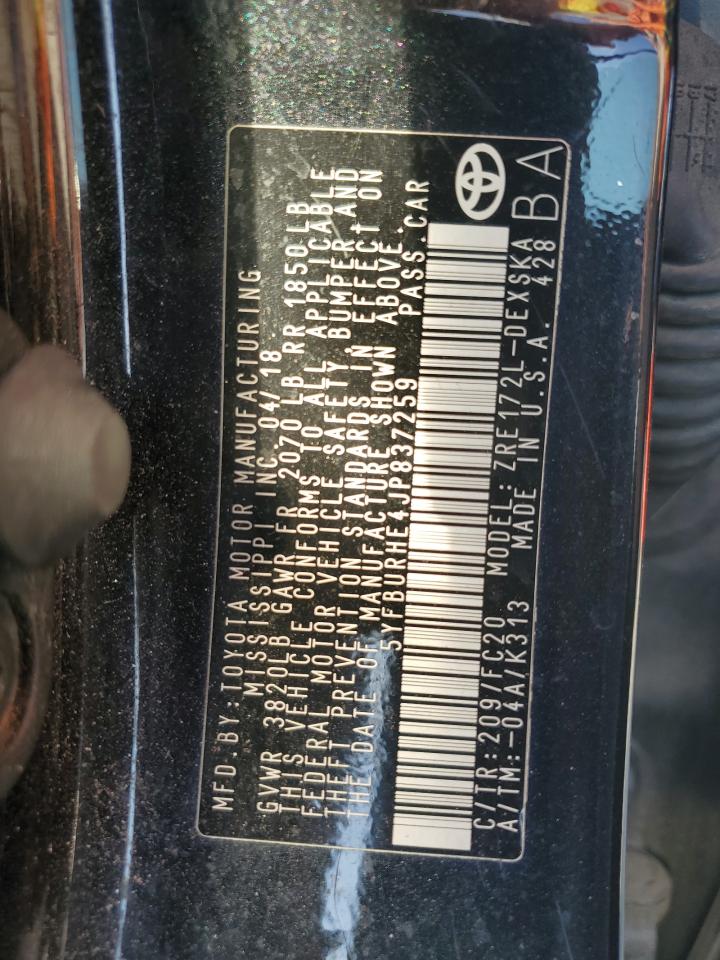 MFD.BY:TOYOTA MOTOR MANUFACTURING
MISSISSIPPI INC.04/18
GVWR 3820LB GAWR FR 2070 LB RR 1850 LB
THIS VEHICLE CONFORMS TO ALL APPLICABLE
FEDERAL MOTOR VEHICLE SAFETY BUMPER AND
THEFT PREVENTION STANDARDS IN EFFECT ON
THE DATE OF MANUFACTURE SHOWN ABOVE.
5YFBURHE4JP837259 PASS.CAR
C/TR:209/FC20 MODEL:ZRE172L-DEXSKA
A/TM:-04A/K313 MADE IN U.S.A. 428
BA